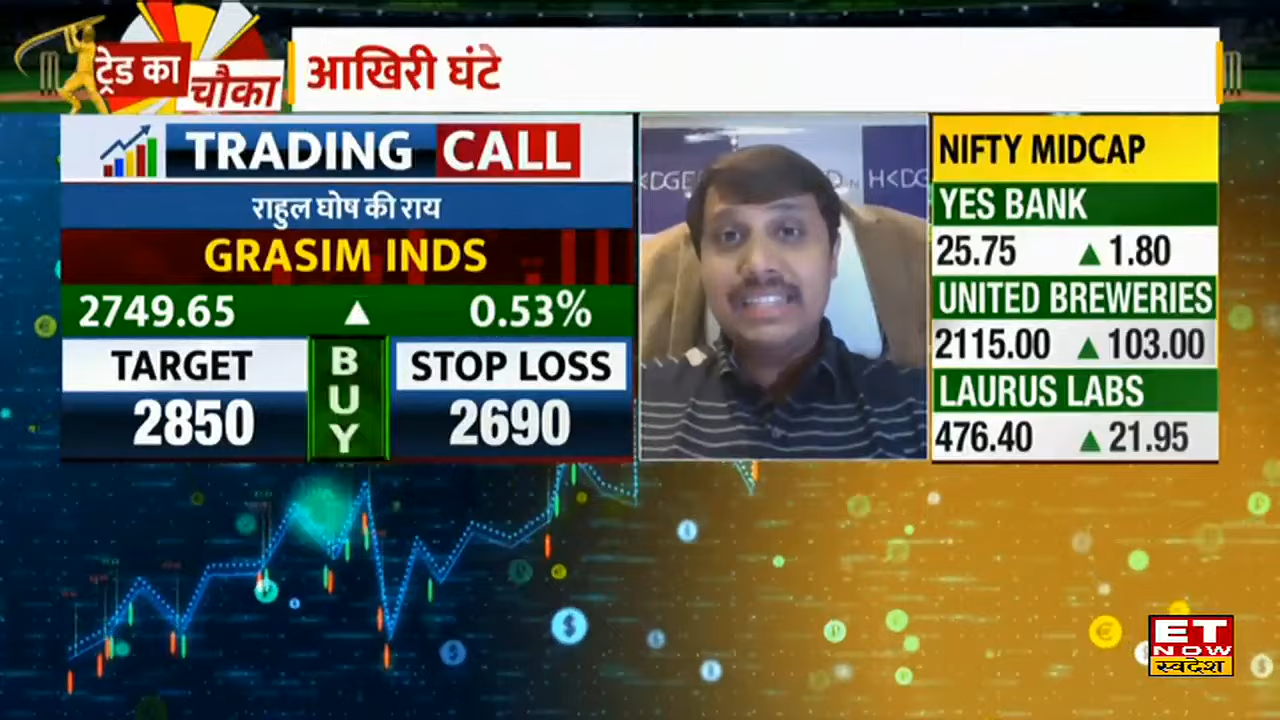 ट्रेड का
चौका
आखिरी घंटे
TRADING CALL
राहुल घोष की राय
GRASIM INDS
2749.65 ▲ 0.53%
TARGET
2850
BUY
STOP LOSS
2690
NIFTY MIDCAP
YES BANK
25.75 ▲ 1.80
UNITED BREWERIES
2115.00 ▲ 103.00
LAURUS LABS
476.40 ▲ 21.95
ET
NOW
स्वदेश